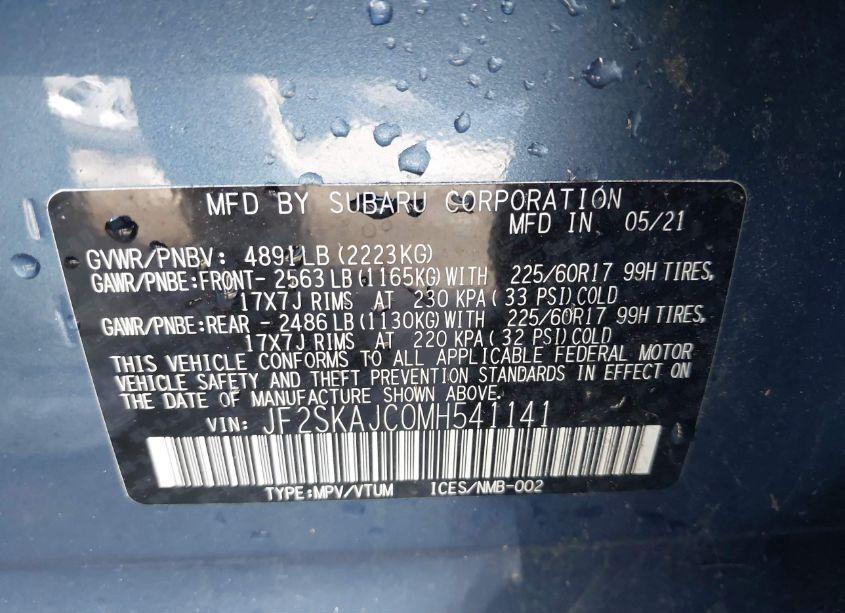 MFD BY SUBARU CORPORATION
MFD IN 05/21
GVWR/PNBV: 4891LB (2223KG)
GAWR/PNBE:FRONT- 2563LB (1165KG) WITH 225/60R17 99H TIRES,
17X7J RIMS AT 230 KPA( 33 PSI) COLD
GAWR/PNBE:REAR - 2486LB (1130KG) WITH 225/60R17 99H TIRES,
17X7J RIMS AT 220 KPA( 32 PSI) COLD
THIS VEHICLE CONFORMS TO ALL APPLICABLE FEDERAL MOTOR
VEHICLE SAFETY AND THEFT PREVENTION STANDARDS IN EFFECT ON
THE DATE OF MANUFACTURE SHOWN ABOVE.
VIN: JF2SKAJC0MH541141
TYPE:MPV/VTUM ICES/NMB-002